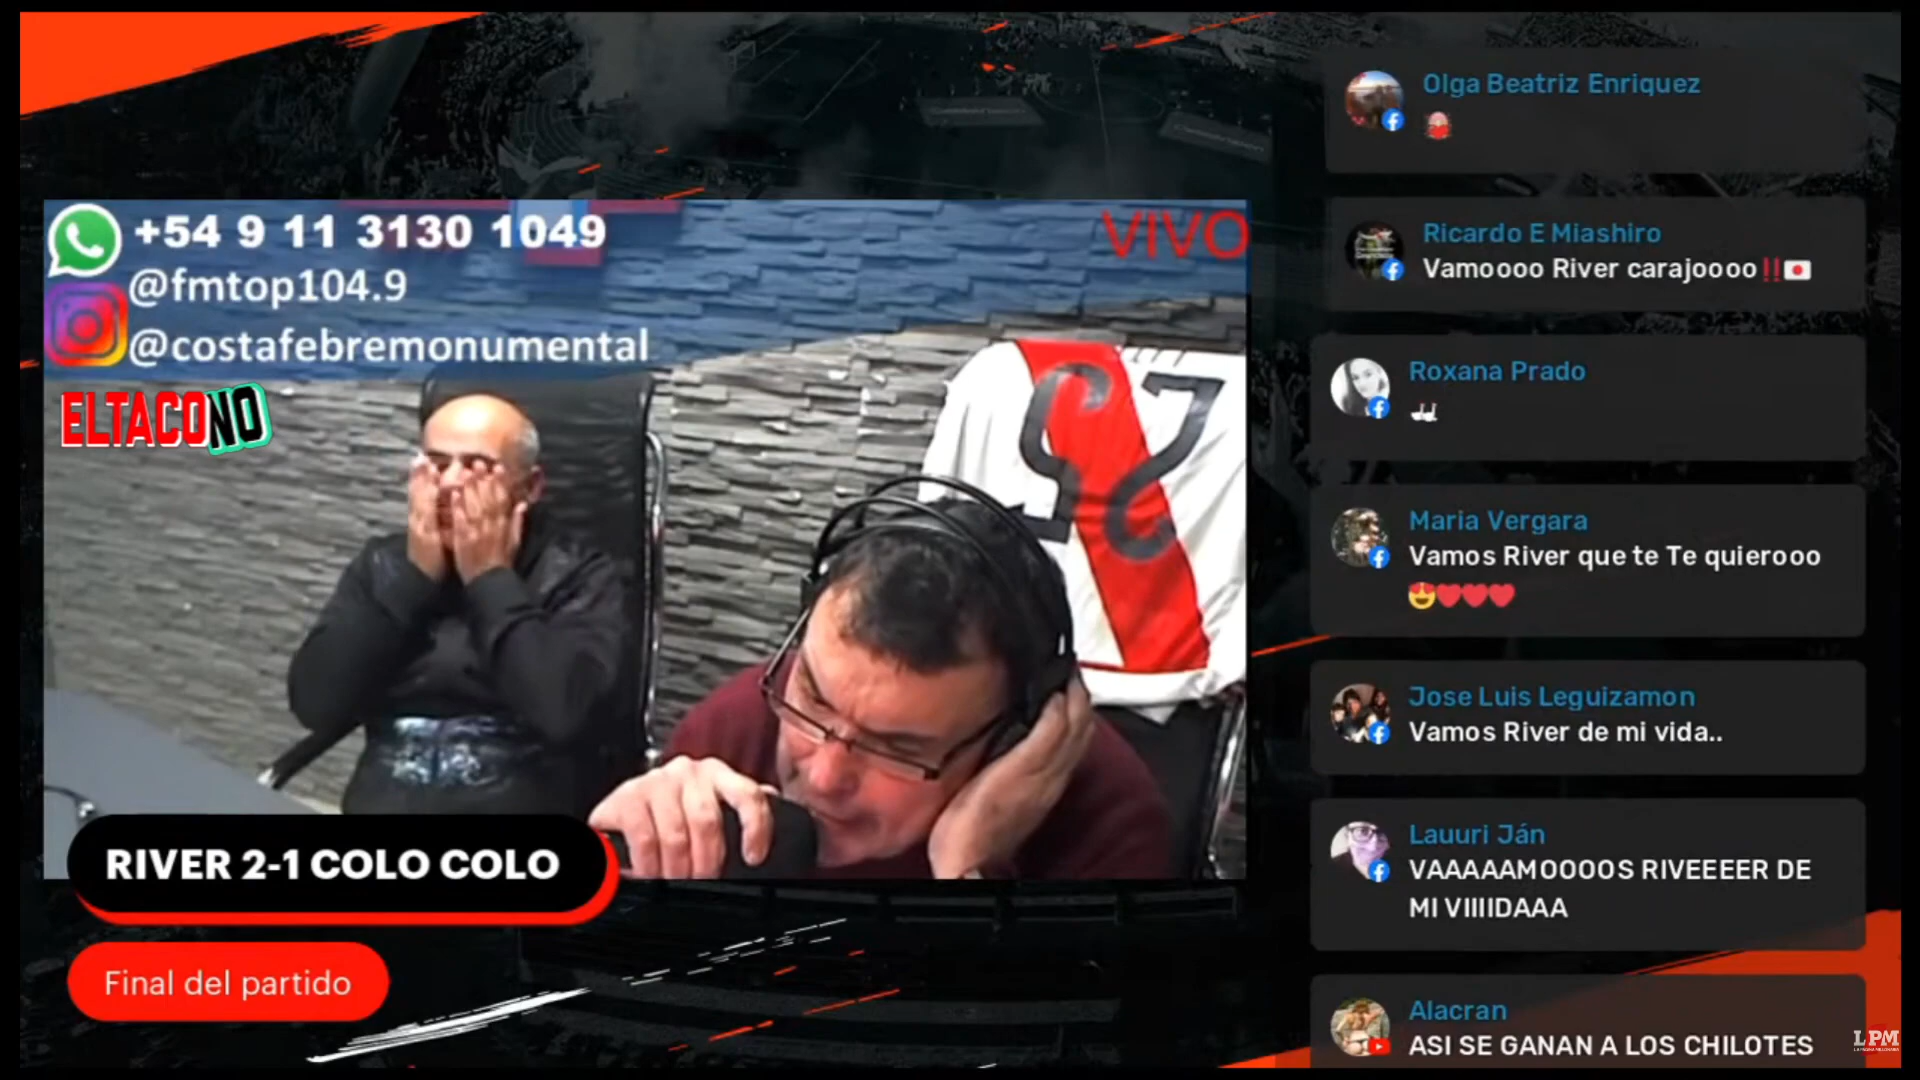 +54 9 11 3130 1049
VIVO
@fmtop104.9
@costafebremonumental
ELTACONO
RIVER 2-1 COLO COLO
Final del partido
Olga Beatriz Enriquez
Ricardo E Miashiro
Vamoooo River carajoooo‼️🇯🇵
Roxana Prado
Maria Vergara
Vamos River que te Te quierooo
😍❤❤❤
Jose Luis Leguizamon
Vamos River de mi vida..
Lauuri Ján
VAAAAAMOOOOS RIVEEEER DE
MI VIIIIDAAA
Alacran
ASI SE GANAN A LOS CHILOTES
LPM